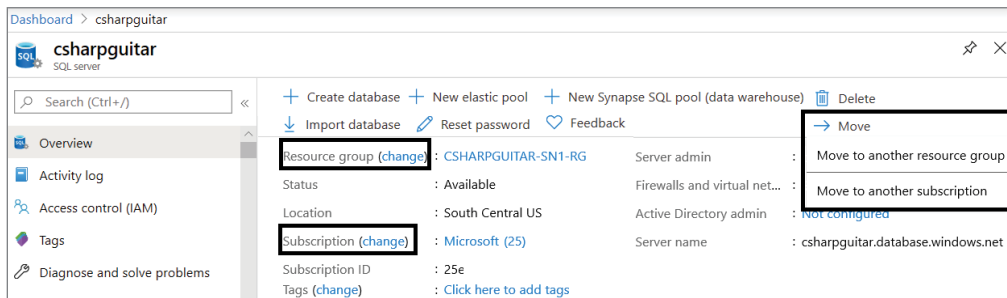 Dashboard > csharpguitar
csharpguitar
SQL server
Search (Ctrl+/)
«
Overview
Activity log
Access control (IAM)
Tags
Diagnose and solve problems
Create database New elastic pool New Synapse SQL pool (data warehouse) Delete
Import database Reset password Feedback
Move
Move to another resource group
Move to another subscription
Resource group (change) : CSHARPGUITAR-SN1-RG
Status : Available
Location : South Central US
Subscription (change) : Microsoft (25)
Subscription ID : 25e
Tags (change) : Click here to add tags
Server admin :
Firewalls and virtual net... :
Active Directory admin : Not configured
Server name : csharpguitar.database.windows.net